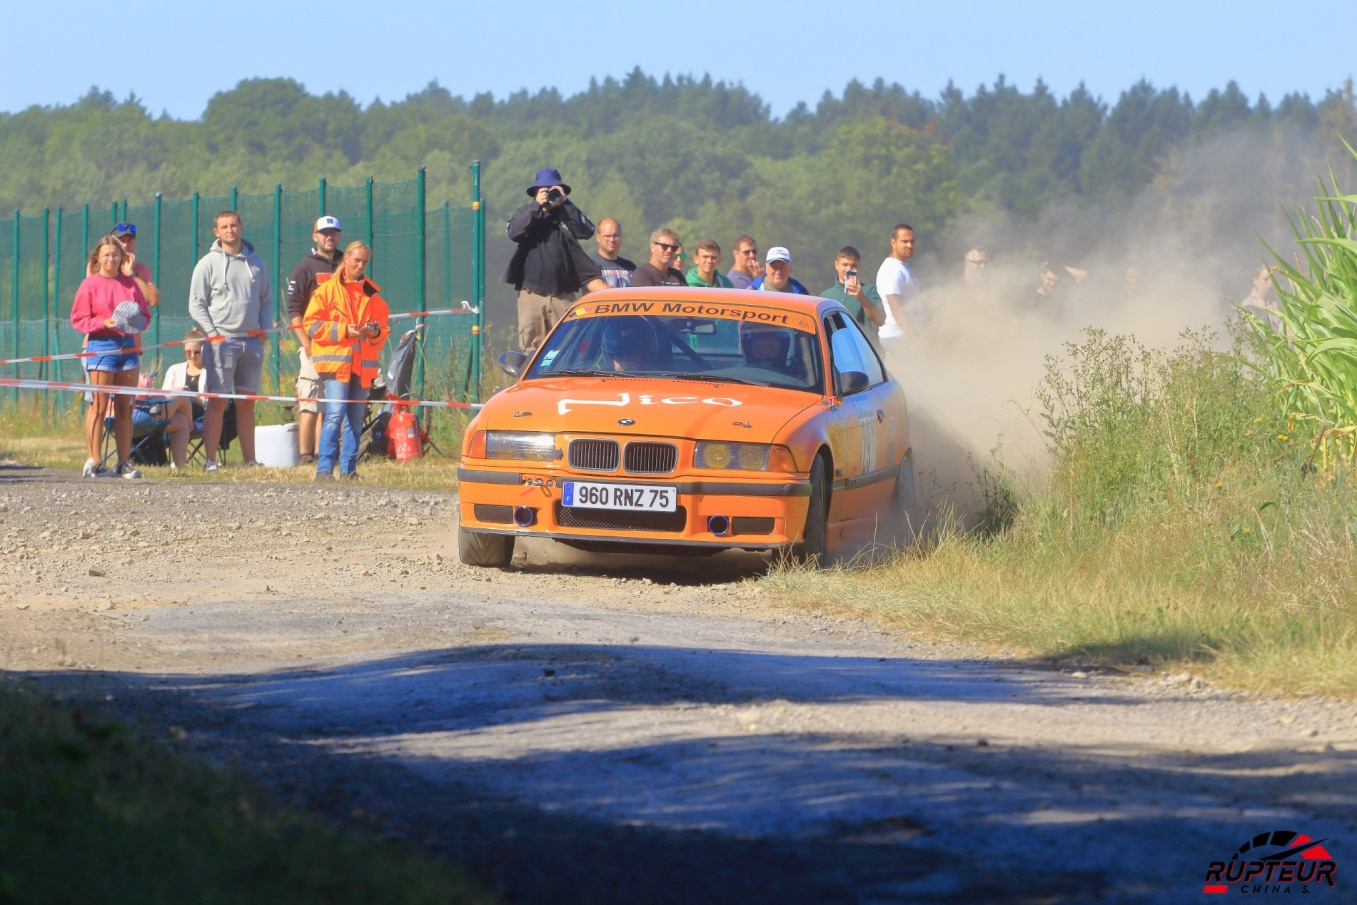 BMW Motorsport
Nico
960 RNZ 75
RUPTEUR
CHINA S.